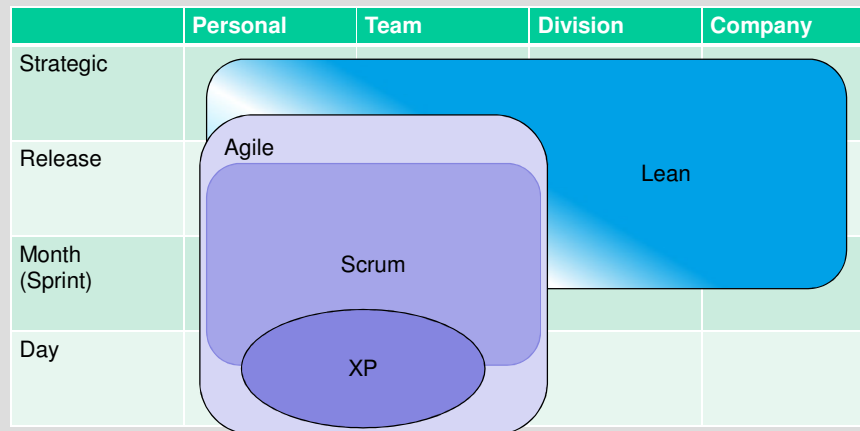 Personal Team Division Company
Strategic
Agile
Release
Lean
Month
(Sprint)
Scrum
Day
XP